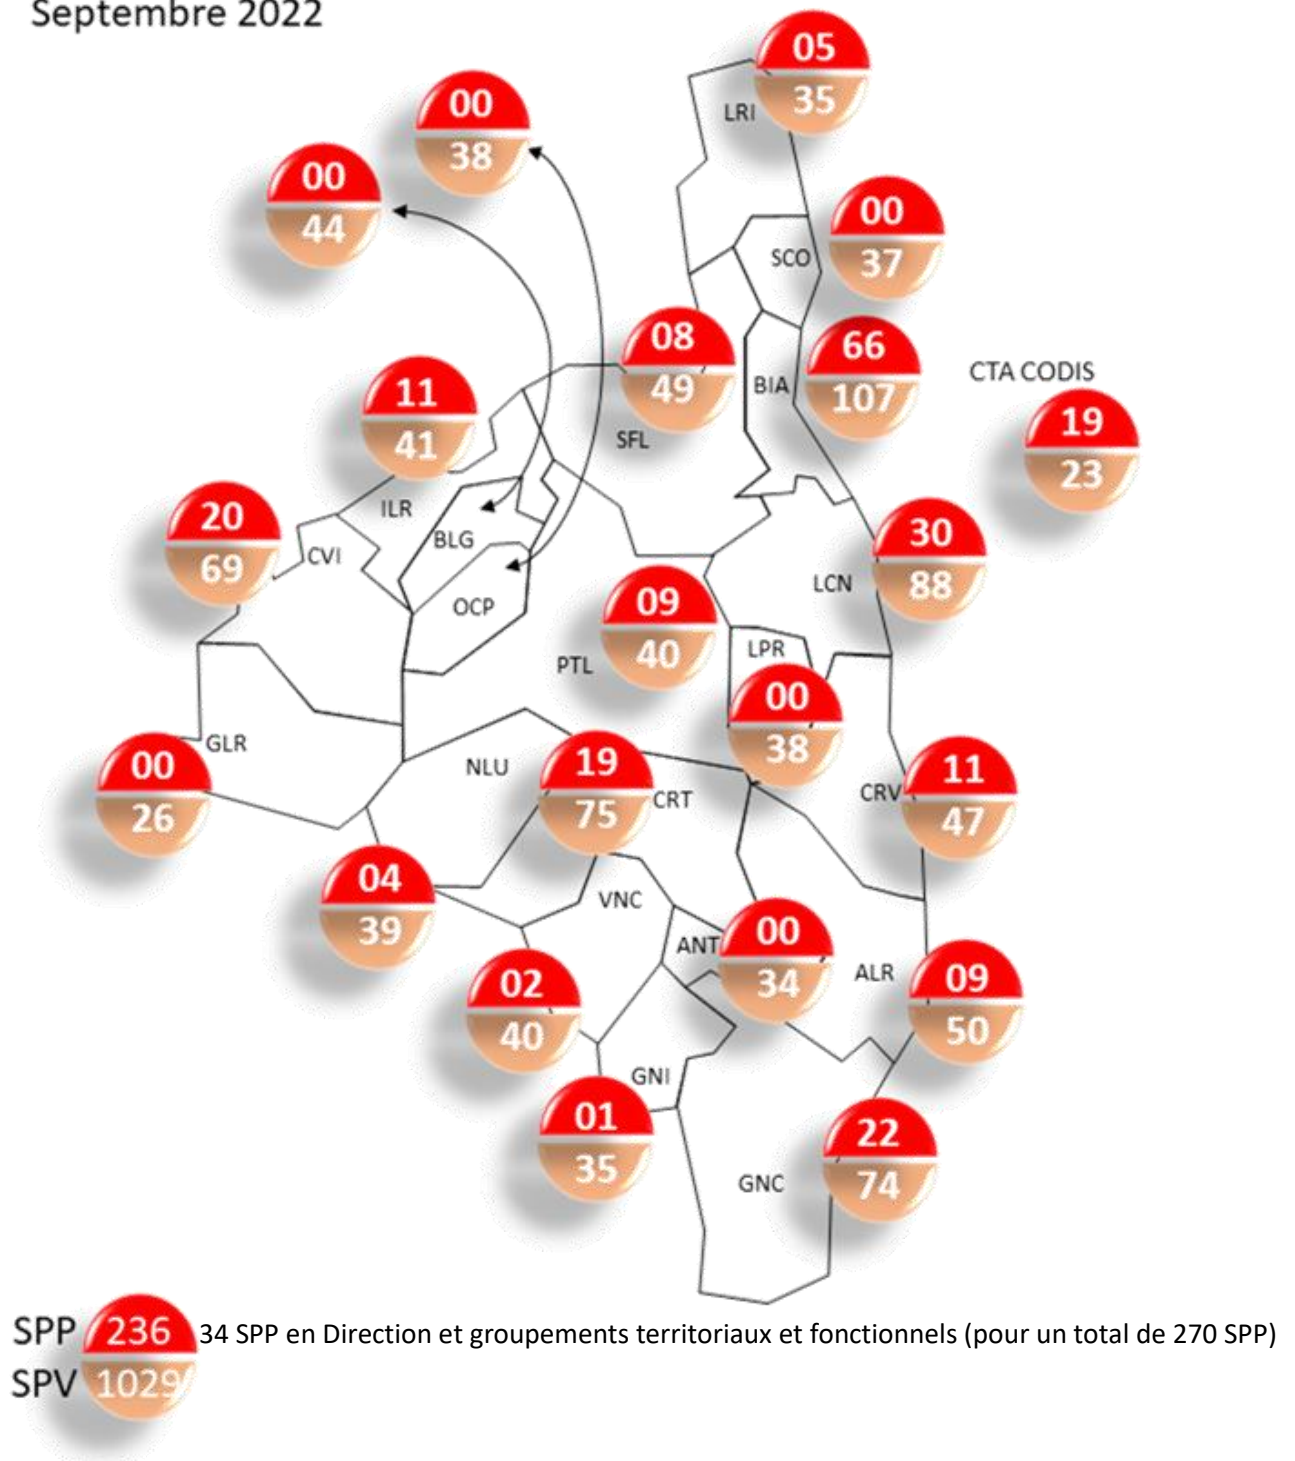 Septembre 2022
05
35
LRI
00
38
00
44
00
37
SCO
08
49
SFL
66
107
BIA
CTA CODIS
19
23
11
41
ILR
20
69
CVI
BLG
OCP
30
88
LCN
09
40
PTL
LPR
00
38
GLR
00
26
NLU
19
75
CRT
CRV
11
47
04
39
VNC
ANT
00
34
ALR
09
50
02
40
GNI
01
35
GNC
22
74
SPP 236 34 SPP en Direction et groupements territoriaux et fonctionnels (pour un total de 270 SPP)
SPV 1029